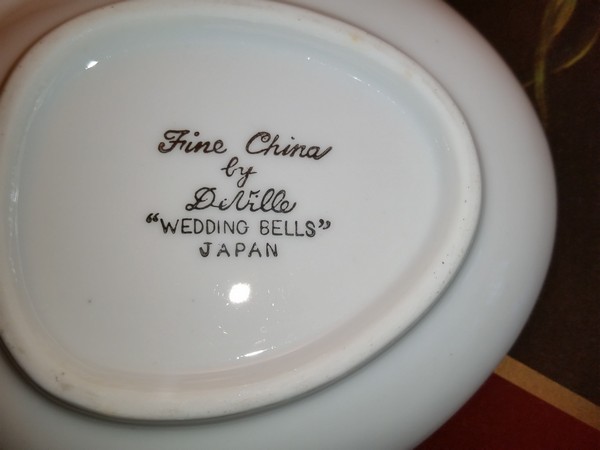 Fine China
by
DeVille
“WEDDING BELLS”
JAPAN